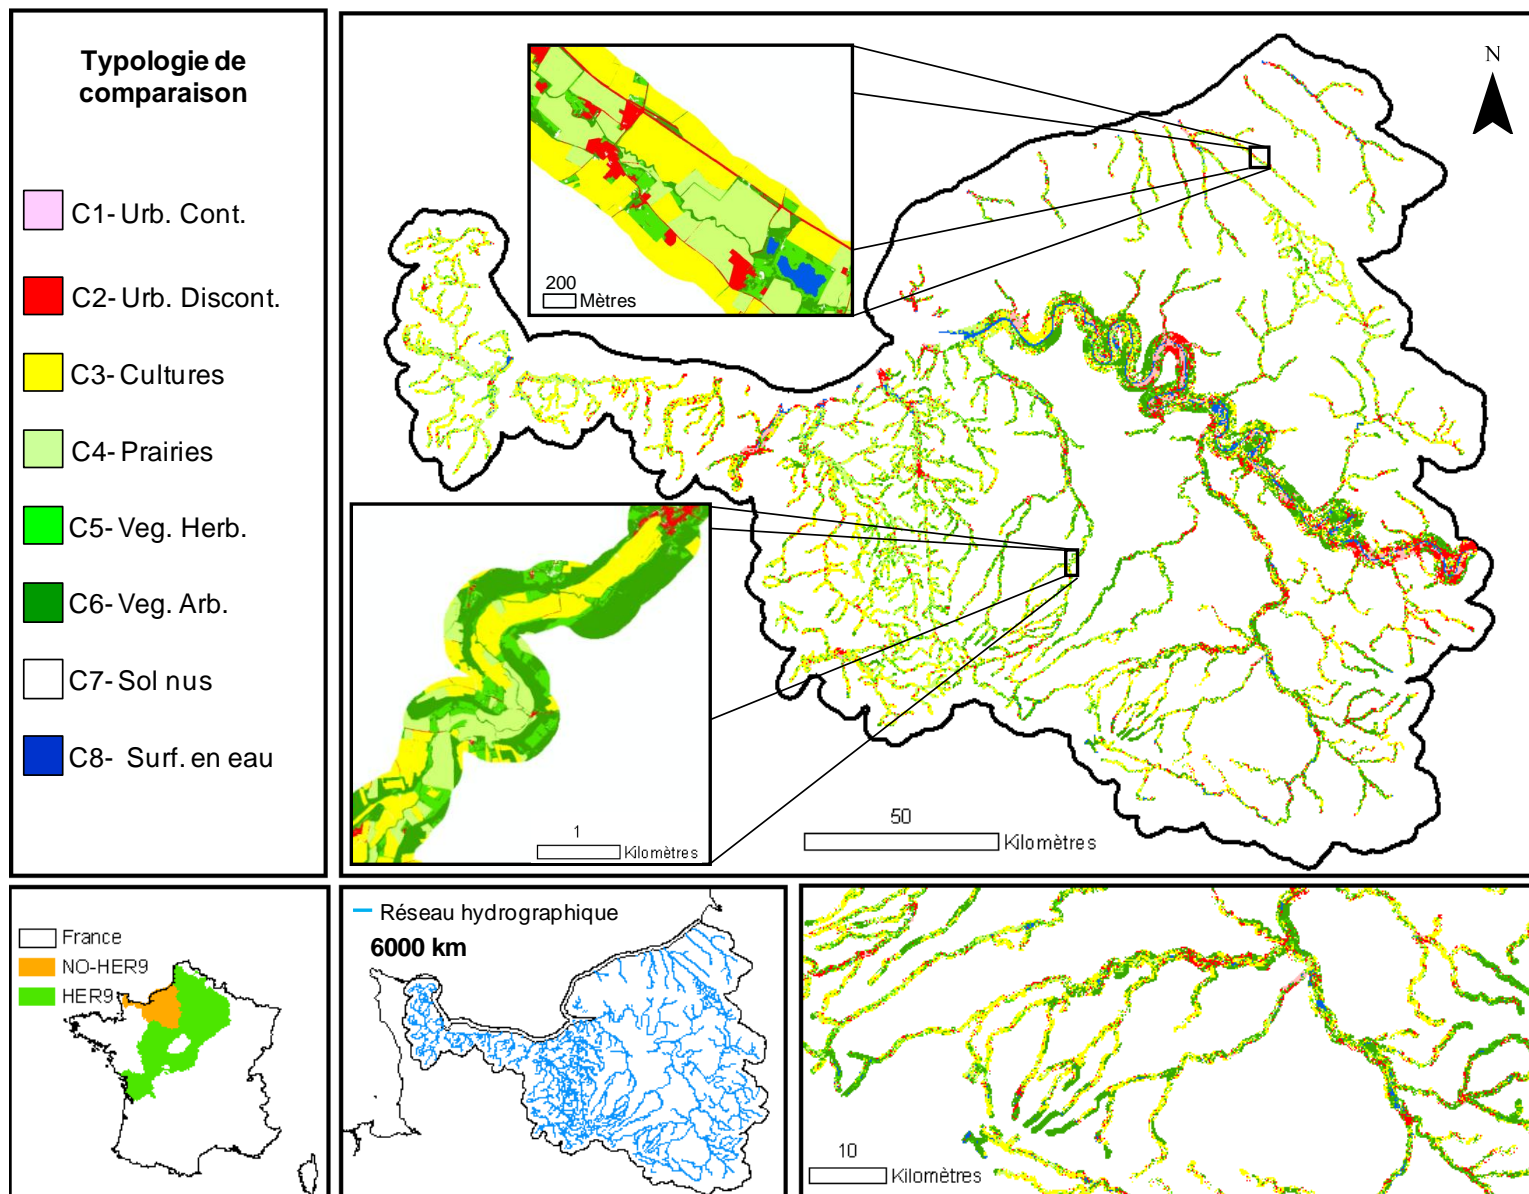 Typologie de
comparaison
C1- Urb. Cont.
C2- Urb. Discont.
C3- Cultures
C4- Prairies
C5- Veg. Herb.
C6- Veg. Arb.
C7- Sol nus
C8- Surf. en eau
N
200
Mètres
1
Kilomètres
50
Kilomètres
France
NO-HER9
HER9
Réseau hydrographique
6000 km
10
Kilomètres